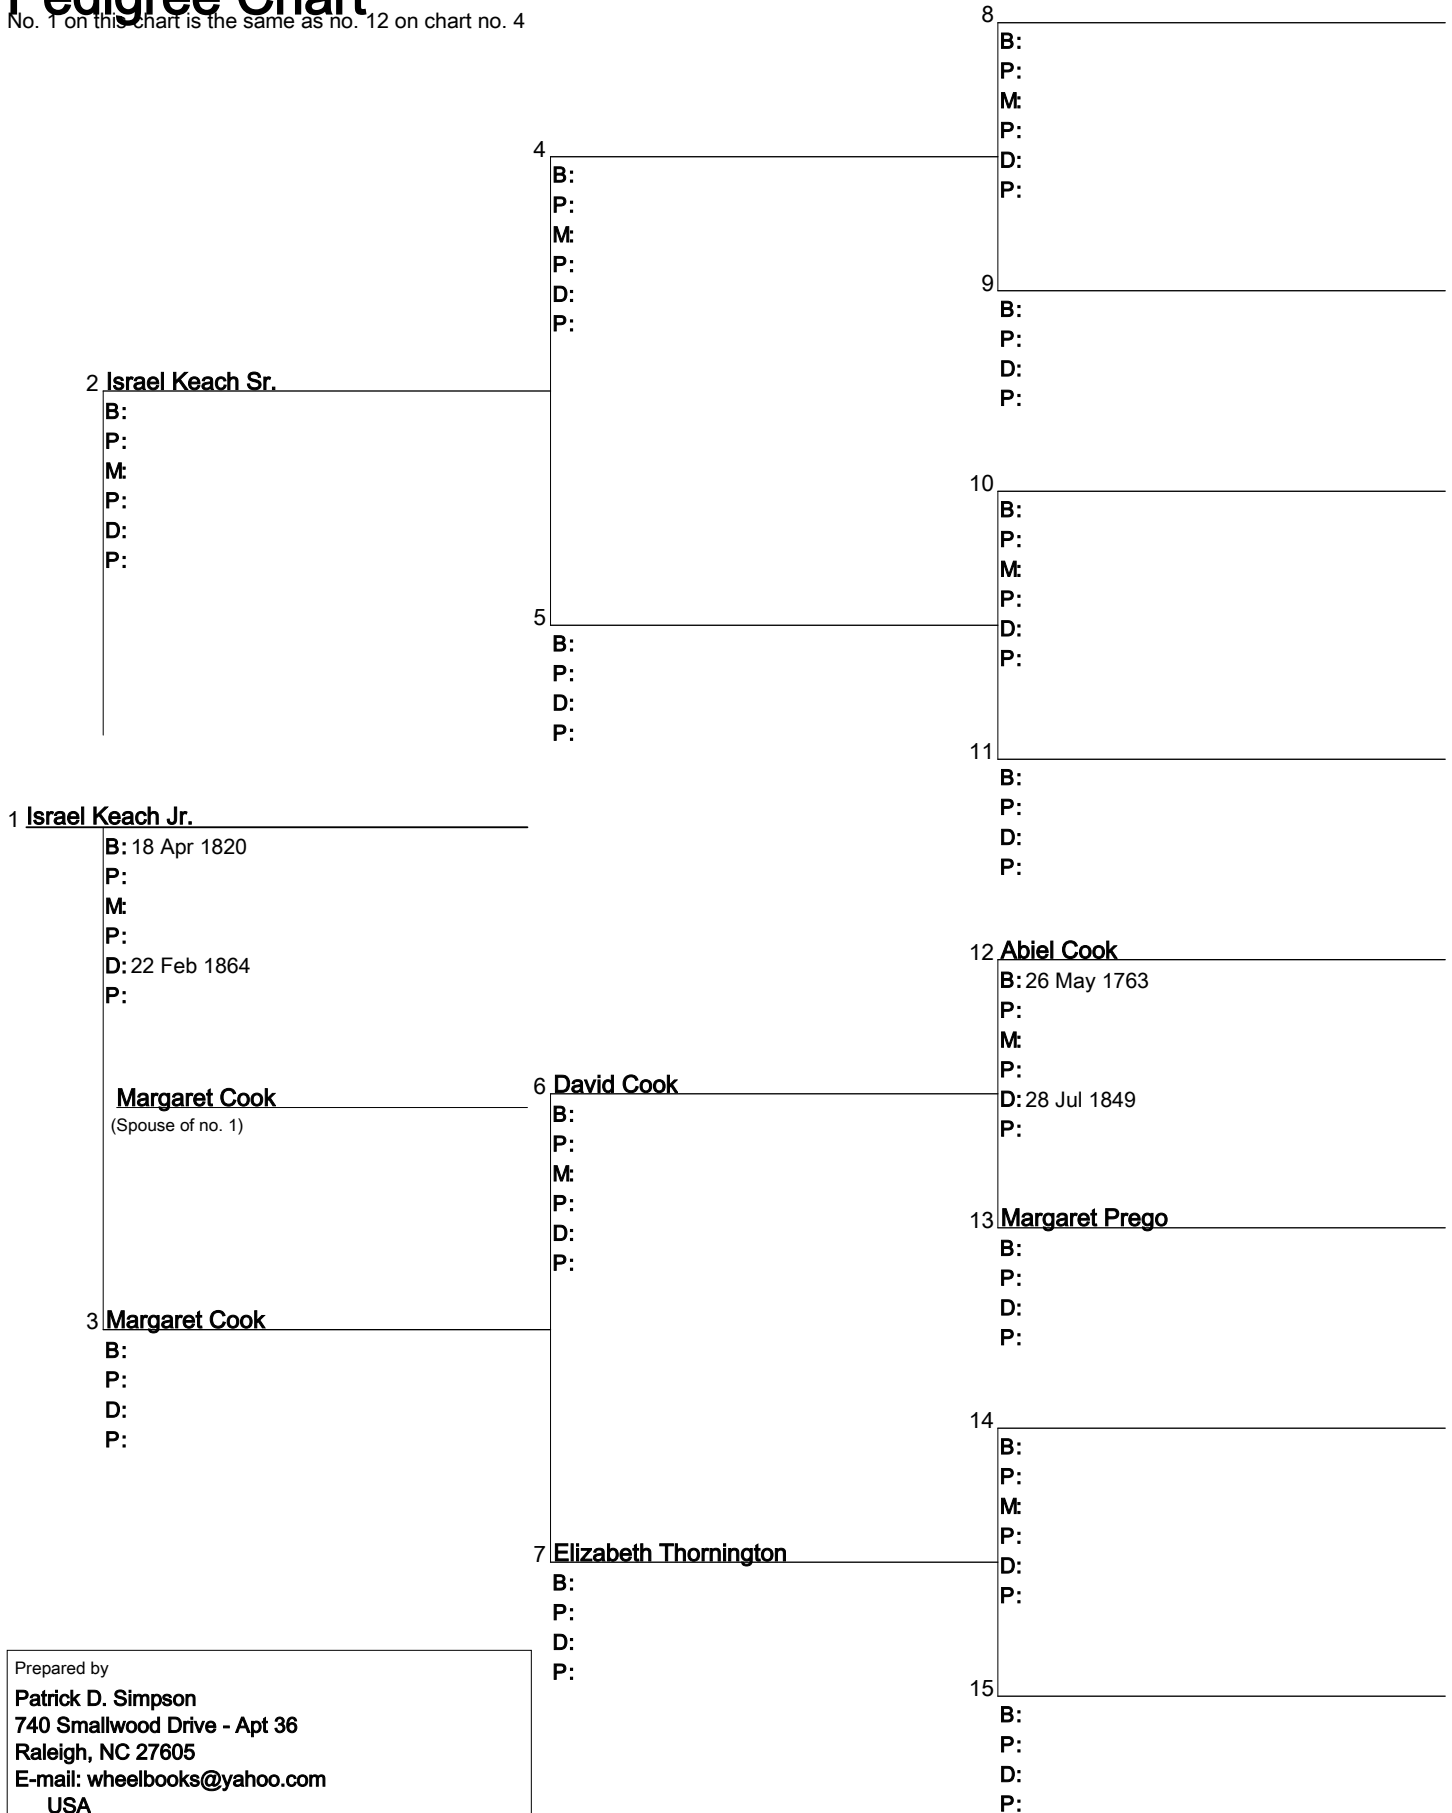 Pedigree Chart
No. 1 on this chart is the same as no. 12 on chart no. 4
8
B:
P:
M:
P:
D:
P:
4
B:
P:
M:
P:
D:
P:
9
B:
P:
D:
P:
2 Israel Keach Sr.
B:
P:
M:
P:
D:
P:
10
B:
P:
M:
P:
D:
P:
5
B:
P:
D:
P:
11
B:
P:
D:
P:
1 Israel Keach Jr.
B: 18 Apr 1820
P:
M:
P:
D: 22 Feb 1864
P:
12 Abiel Cook
B: 26 May 1763
P:
M:
P:
D: 28 Jul 1849
P:
Margaret Cook
(Spouse of no. 1)
6 David Cook
B:
P:
M:
P:
D:
P:
13 Margaret Prego
B:
P:
D:
P:
3 Margaret Cook
B:
P:
D:
P:
14
B:
P:
M:
P:
D:
P:
7 Elizabeth Thornington
B:
P:
D:
P:
15
B:
P:
D:
P:
Prepared by
Patrick D. Simpson
740 Smallwood Drive - Apt 36
Raleigh, NC 27605
E-mail: wheelbooks@yahoo.com
USA